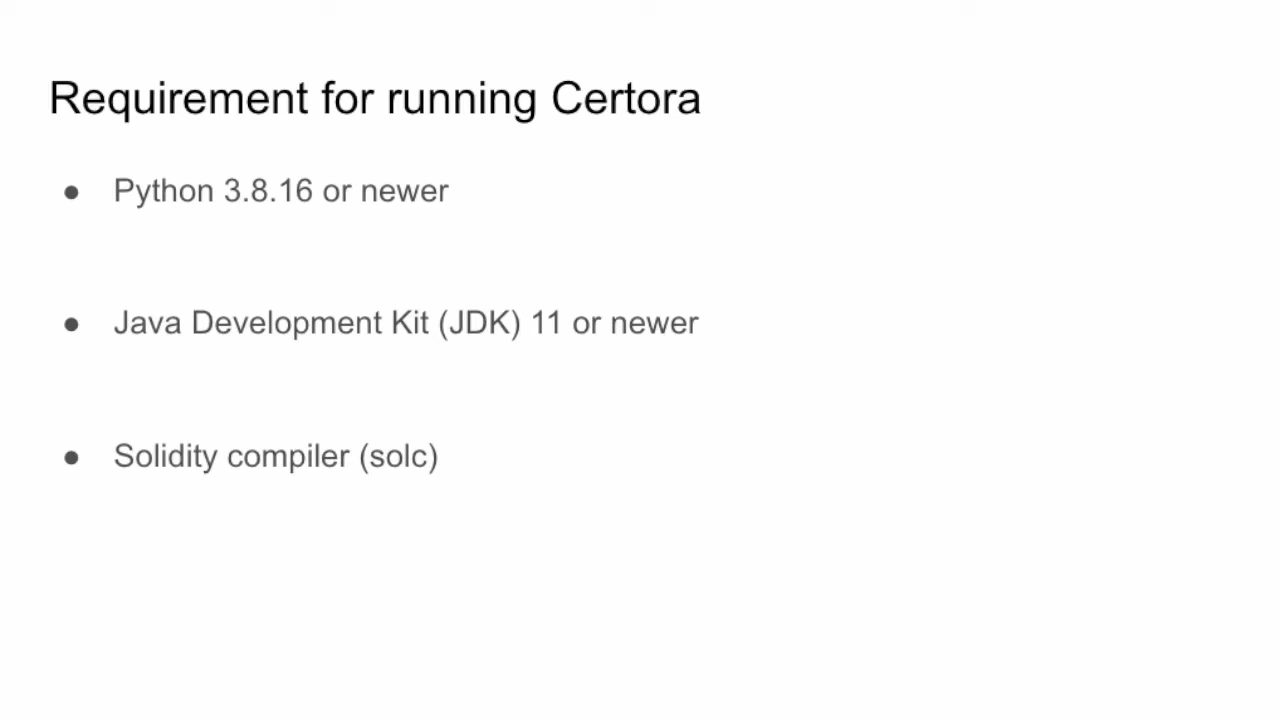 Requirement for running Certora
● Python 3.8.16 or newer
● Java Development Kit (JDK) 11 or newer
● Solidity compiler (solc)